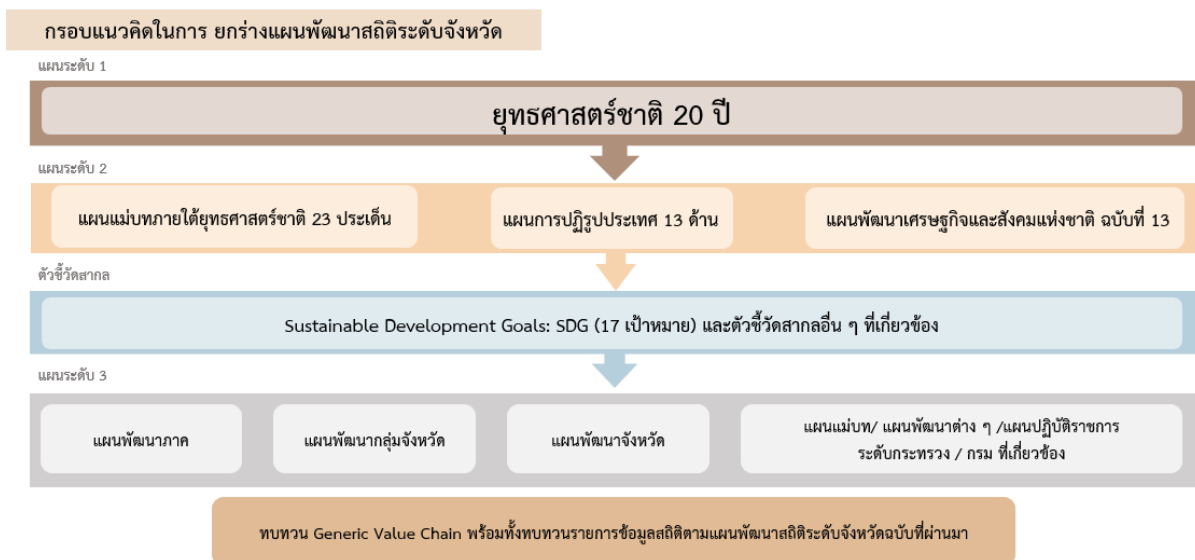 กรอบแนวคิดในการ ยกร่างแผนพัฒนาสถิติระดับจังหวัด
แผนระดับ 1
ยุทธศาสตร์ชาติ 20 ปี
แผนระดับ 2
แผนแม่บทภายใต้ยุทธศาสตร์ชาติ 23 ประเด็น
แผนการปฏิรูปประเทศ 13 ด้าน
แผนพัฒนาเศรษฐกิจและสังคมแห่งชาติ ฉบับที่ 13
ตัวชี้วัดสากล
Sustainable Development Goals: SDG (17 เป้าหมาย) และตัวชี้วัดสากลอื่น ๆ ที่เกี่ยวข้อง
แผนระดับ 3
แผนพัฒนาภาค
แผนพัฒนากลุ่มจังหวัด
แผนพัฒนาจังหวัด
แผนแม่บท/ แผนพัฒนาต่าง ๆ /แผนปฏิบัติราชการ
ระดับกระทรวง / กรม ที่เกี่ยวข้อง
ทบทวน Generic Value Chain พร้อมทั้งทบทวนรายการข้อมูลสถิติตามแผนพัฒนาสถิติระดับจังหวัดฉบับที่ผ่านมา